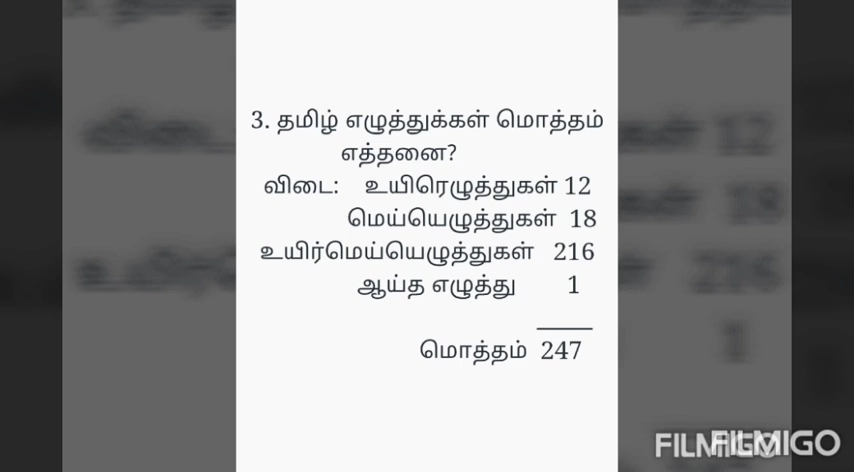 3. தமிழ் எழுத்துக்கள் மொத்தம்
எத்தனை?
விடை: உயிரெழுத்துகள் 12
மெய்யெழுத்துகள் 18
உயிர்மெய்யெழுத்துகள் 216
ஆய்த எழுத்து 1
மொத்தம் 247
FILMIGO
FILMIGO